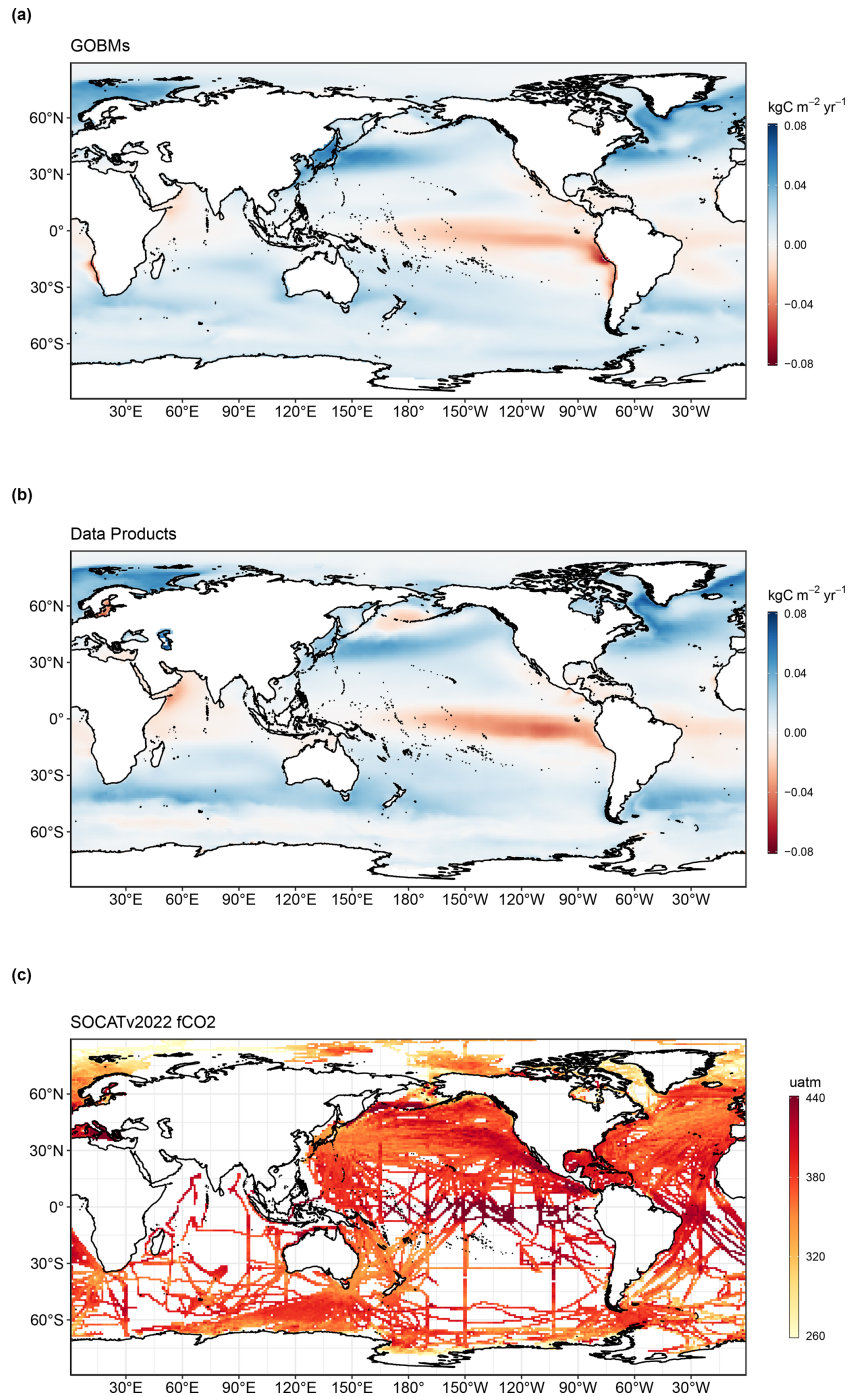 (a)
GOBMs
kgC m⁻² yr⁻¹
0.08
0.04
0.00
−0.04
−0.08
60°N
30°N
0°
30°S
60°S
30°E 60°E 90°E 120°E 150°E 180° 150°W 120°W 90°W 60°W 30°W
(b)
Data Products
kgC m⁻² yr⁻¹
0.08
0.04
0.00
−0.04
−0.08
60°N
30°N
0°
30°S
60°S
30°E 60°E 90°E 120°E 150°E 180° 150°W 120°W 90°W 60°W 30°W
(c)
SOCATv2022 fCO2
uatm
440
380
320
260
60°N
30°N
0°
30°S
60°S
30°E 60°E 90°E 120°E 150°E 180° 150°W 120°W 90°W 60°W 30°W